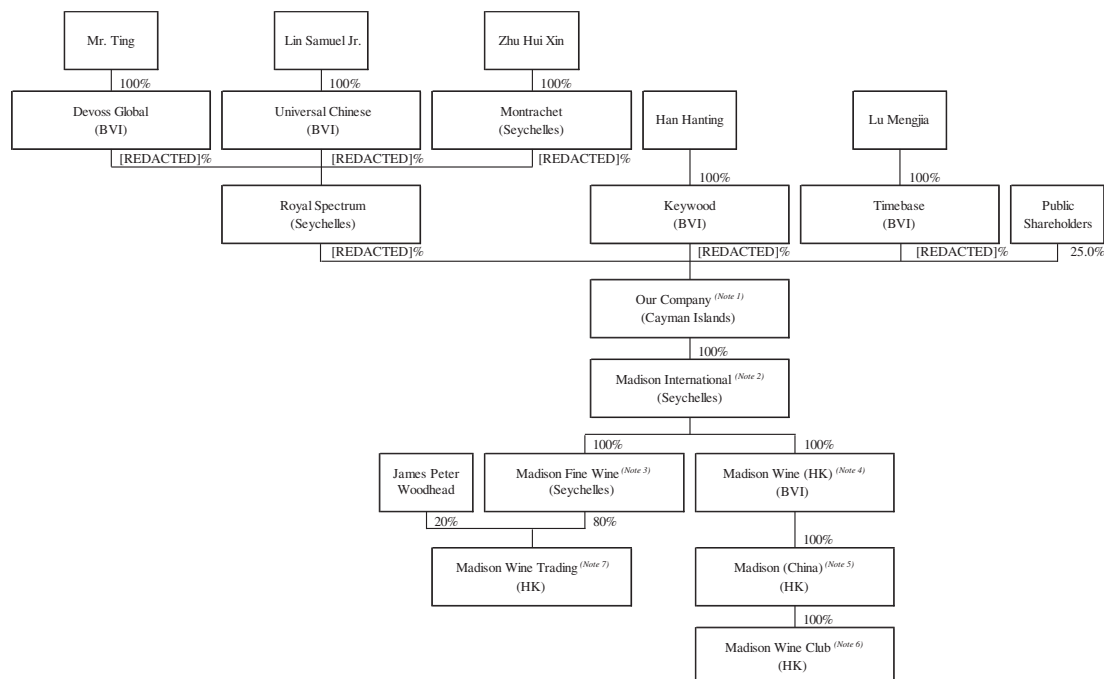 Mr. Ting
Lin Samuel Jr.
Zhu Hui Xin
100%
100%
100%
Devoss Global
(BVI)
Universal Chinese
(BVI)
Montrachet
(Seychelles)
Han Hanting
Lu Mengjia
[REDACTED]%
[REDACTED]%
[REDACTED]%
100%
100%
Royal Spectrum
(Seychelles)
Keywood
(BVI)
Timebase
(BVI)
Public
Shareholders
[REDACTED]%
[REDACTED]%
[REDACTED]%
25.0%
Our Company (Note 1)
(Cayman Islands)
100%
Madison International (Note 2)
(Seychelles)
100%
100%
James Peter
Woodhead
Madison Fine Wine (Note 3)
(Seychelles)
Madison Wine (HK) (Note 4)
(BVI)
20%
80%
100%
Madison Wine Trading (Note 7)
(HK)
Madison (China) (Note 5)
(HK)
100%
Madison Wine Club (Note 6)
(HK)